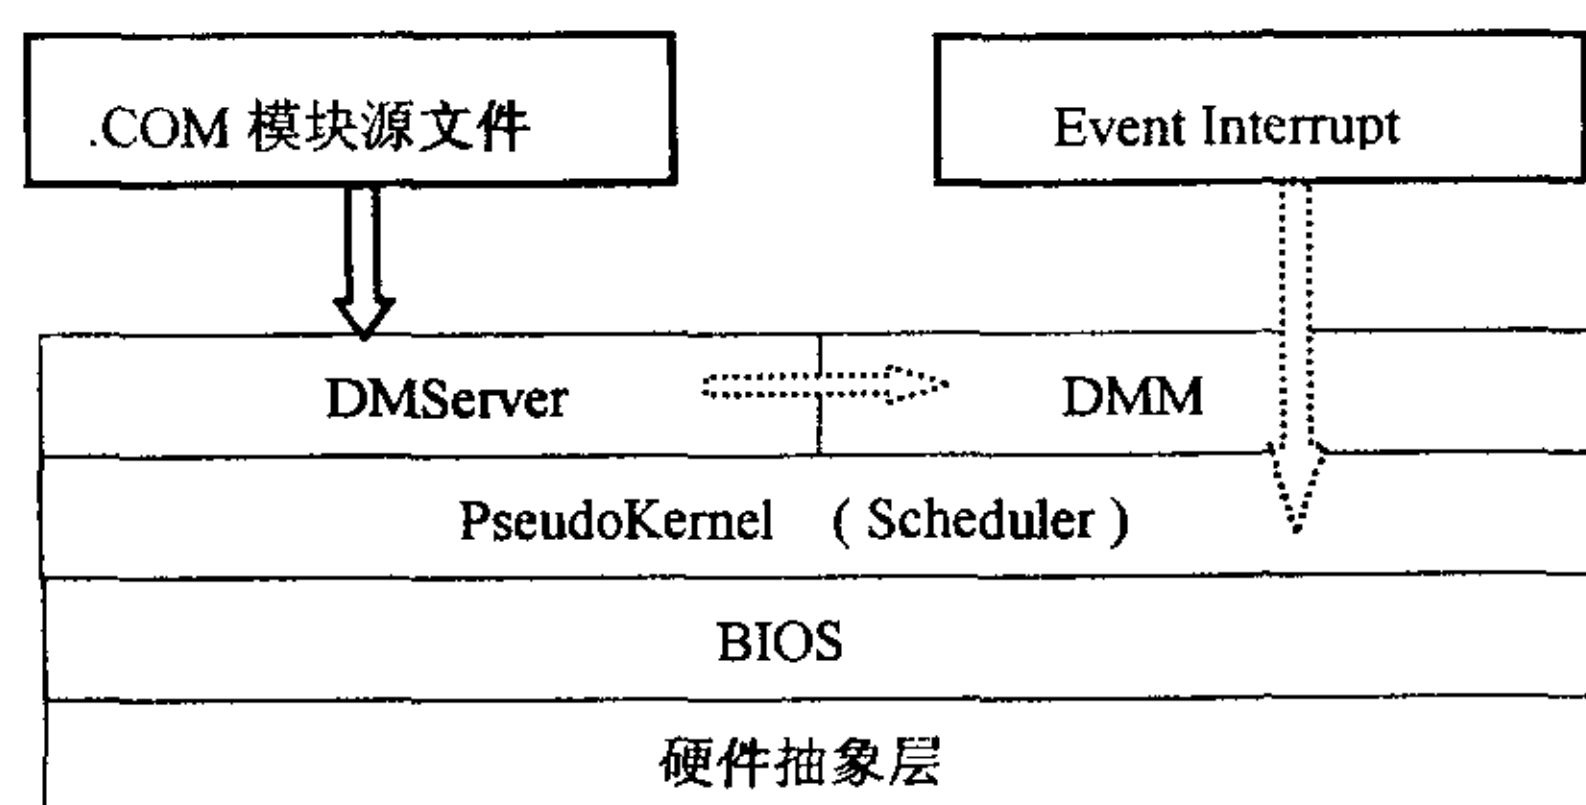 .COM 模块源文件
Event Interrupt
DMServer
DMM
PseudoKernel ( Scheduler )
BIOS
硬件抽象层